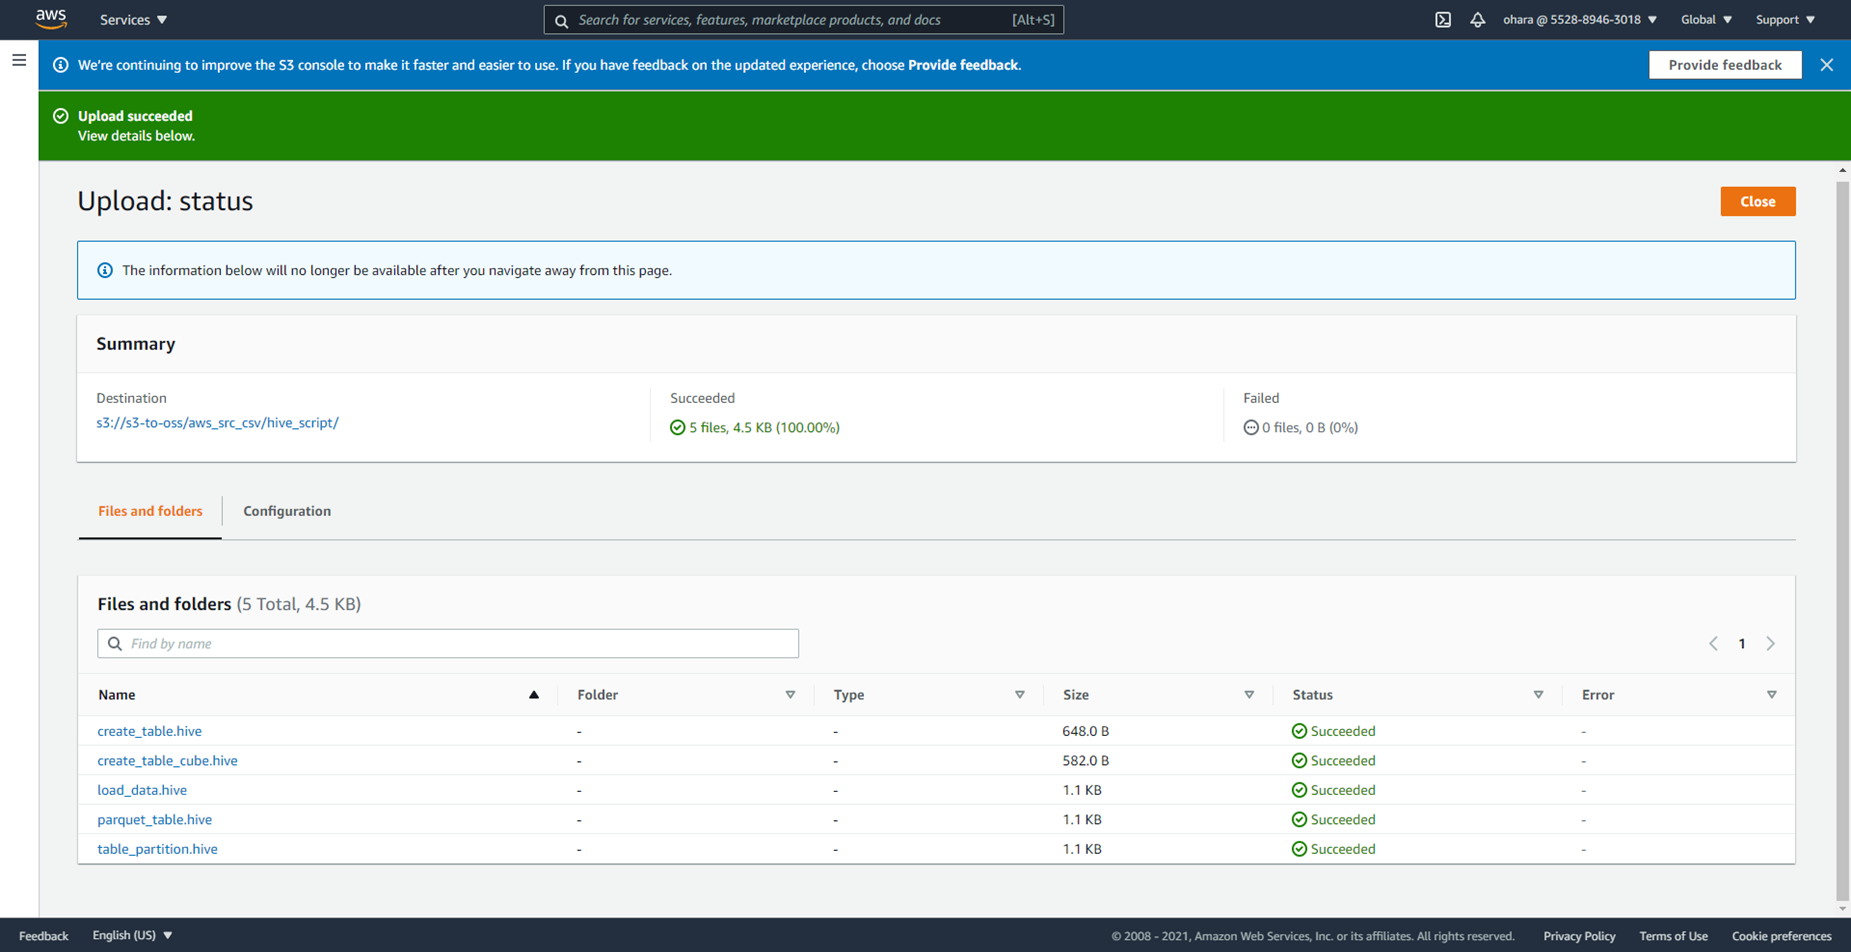 aws
Services ▼
Search for services, features, marketplace products, and docs
[Alt+S]
ohara @ 5528-8946-3018 ▼
Global ▼
Support ▼
We're continuing to improve the S3 console to make it faster and easier to use. If you have feedback on the updated experience, choose Provide feedback.
Provide feedback
Upload succeeded
View details below.
Upload: status
Close
The information below will no longer be available after you navigate away from this page.
Summary
Destination
s3://s3-to-oss/aws_src_csv/hive_script/
Succeeded
5 files, 4.5 KB (100.00%)
Failed
0 files, 0 B (0%)
Files and folders
Configuration
Files and folders (5 Total, 4.5 KB)
Find by name
1
Name Folder Type Size Status Error
create_table.hive - - 648.0 B Succeeded -
create_table_cube.hive - - 582.0 B Succeeded -
load_data.hive - - 1.1 KB Succeeded -
parquet_table.hive - - 1.1 KB Succeeded -
table_partition.hive - - 1.1 KB Succeeded -
Feedback
English (US) ▼
© 2008 - 2021, Amazon Web Services, Inc. or its affiliates. All rights reserved.
Privacy Policy
Terms of Use
Cookie preferences